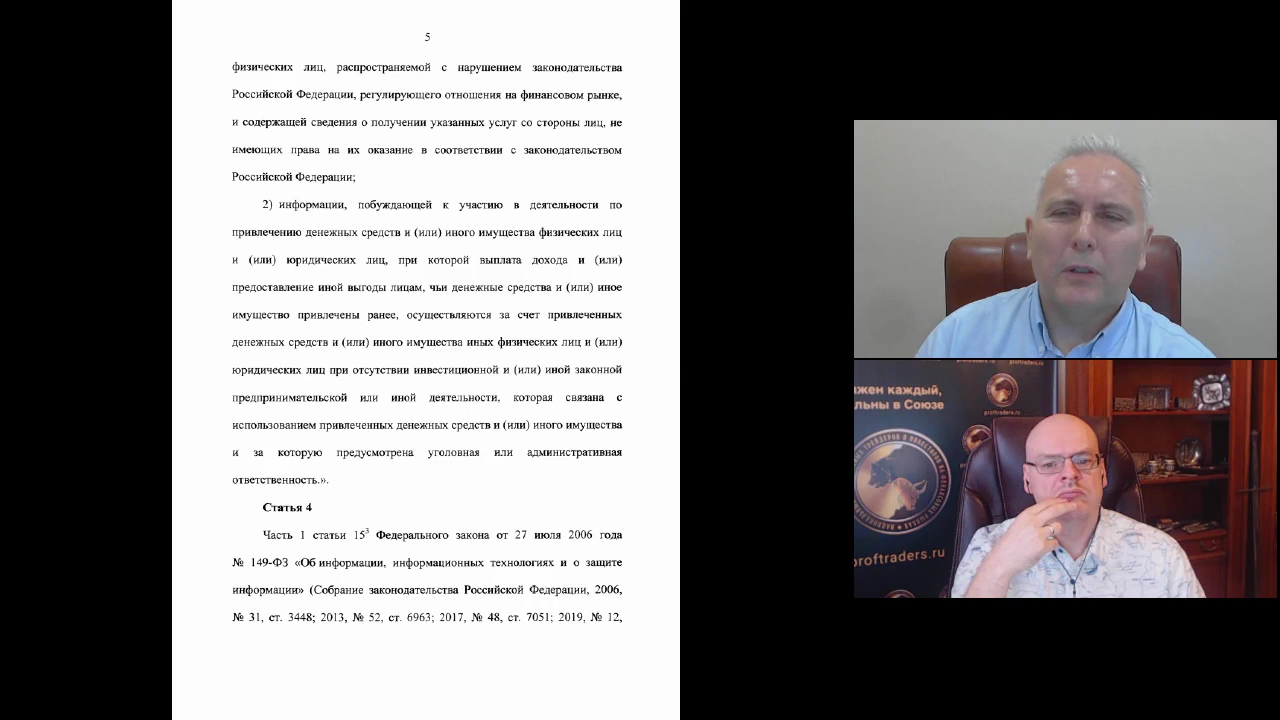 5
физических лиц, распространяемой с нарушением законодательства
Российской Федерации, регулирующего отношения на финансовом рынке,
и содержащей сведения о получении указанных услуг со стороны лиц, не
имеющих права на их оказание в соответствии с законодательством
Российской Федерации;
2) информации, побуждающей к участию в деятельности по
привлечению денежных средств и (или) иного имущества физических лиц
и (или) юридических лиц, при которой выплата дохода и (или)
предоставление иной выгоды лицам, чьи денежные средства и (или) иное
имущество привлечены ранее, осуществляются за счет привлеченных
денежных средств и (или) иного имущества иных физических лиц и (или)
юридических лиц при отсутствии инвестиционной и (или) иной законной
предпринимательской или иной деятельности, которая связана с
использованием привлеченных денежных средств и (или) иного имущества
и за которую предусмотрена уголовная или административная
ответственность.».
Статья 4
Часть 1 статьи 15³ Федерального закона от 27 июля 2006 года
№ 149-ФЗ «Об информации, информационных технологиях и о защите
информации» (Собрание законодательства Российской Федерации, 2006,
№ 31, ст. 3448; 2013, № 52, ст. 6963; 2017, № 48, ст. 7051; 2019, № 12,
жен каждый,
льны в Союзе
proftraders.ru
proftraders.ru